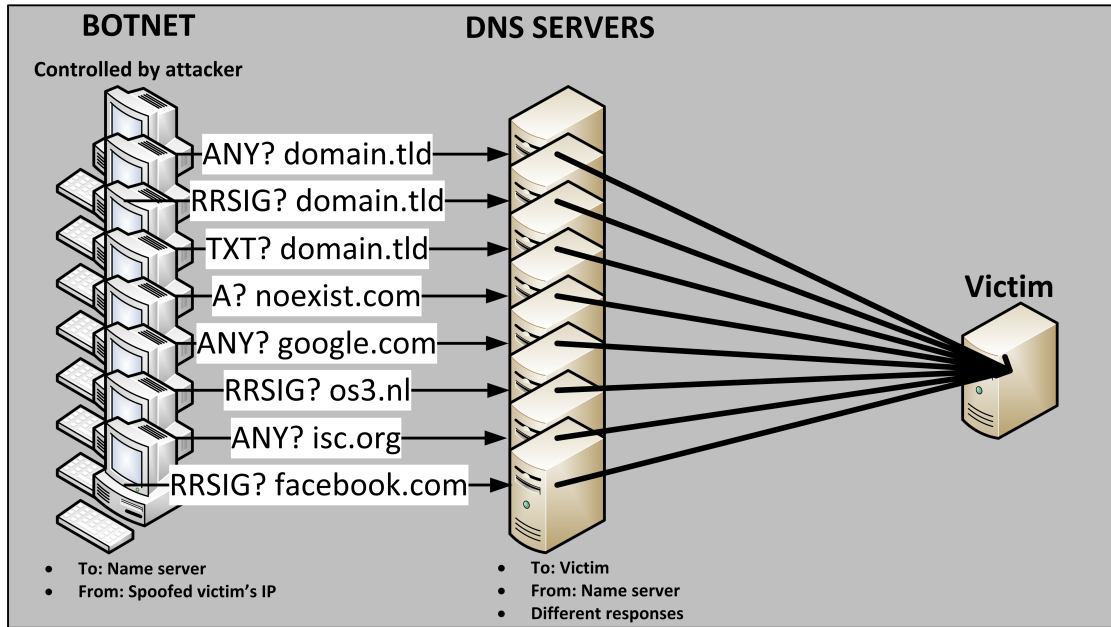 BOTNET
DNS SERVERS
Controlled by attacker
ANY? domain.tld
RRSIG? domain.tld
TXT? domain.tld
A? noexist.com
ANY? google.com
RRSIG? os3.nl
ANY? isc.org
RRSIG? facebook.com
Victim
• To: Name server
• From: Spoofed victim's IP
• To: Victim
• From: Name server
• Different responses